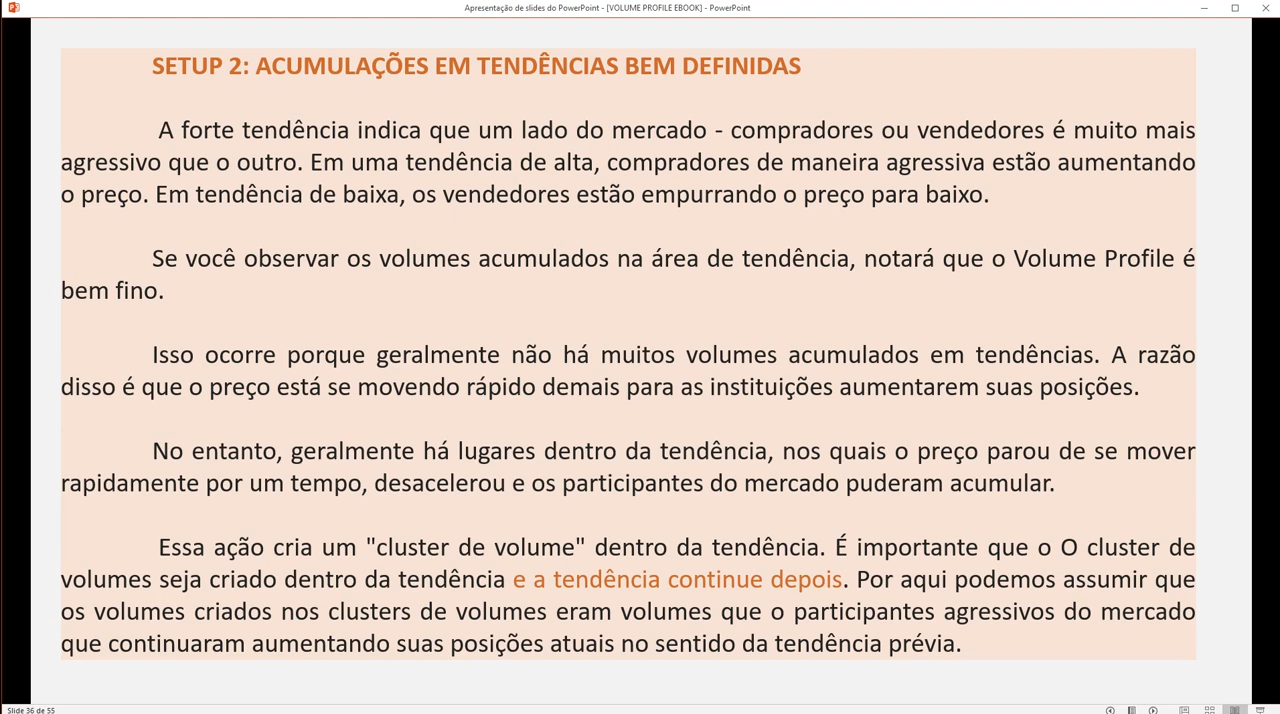 Apresentação de slides do PowerPoint - [VOLUME PROFILE EBOOK] - PowerPoint
SETUP 2: ACUMULAÇÕES EM TENDÊNCIAS BEM DEFINIDAS
A forte tendência indica que um lado do mercado - compradores ou vendedores é muito mais
agressivo que o outro. Em uma tendência de alta, compradores de maneira agressiva estão aumentando
o preço. Em tendência de baixa, os vendedores estão empurrando o preço para baixo.
Se você observar os volumes acumulados na área de tendência, notará que o Volume Profile é
bem fino.
Isso ocorre porque geralmente não há muitos volumes acumulados em tendências. A razão
disso é que o preço está se movendo rápido demais para as instituições aumentarem suas posições.
No entanto, geralmente há lugares dentro da tendência, nos quais o preço parou de se mover
rapidamente por um tempo, desacelerou e os participantes do mercado puderam acumular.
Essa ação cria um "cluster de volume" dentro da tendência. É importante que o O cluster de
volumes seja criado dentro da tendência e a tendência continue depois. Por aqui podemos assumir que
os volumes criados nos clusters de volumes eram volumes que o participantes agressivos do mercado
que continuaram aumentando suas posições atuais no sentido da tendência prévia.
Slide 36 de 55